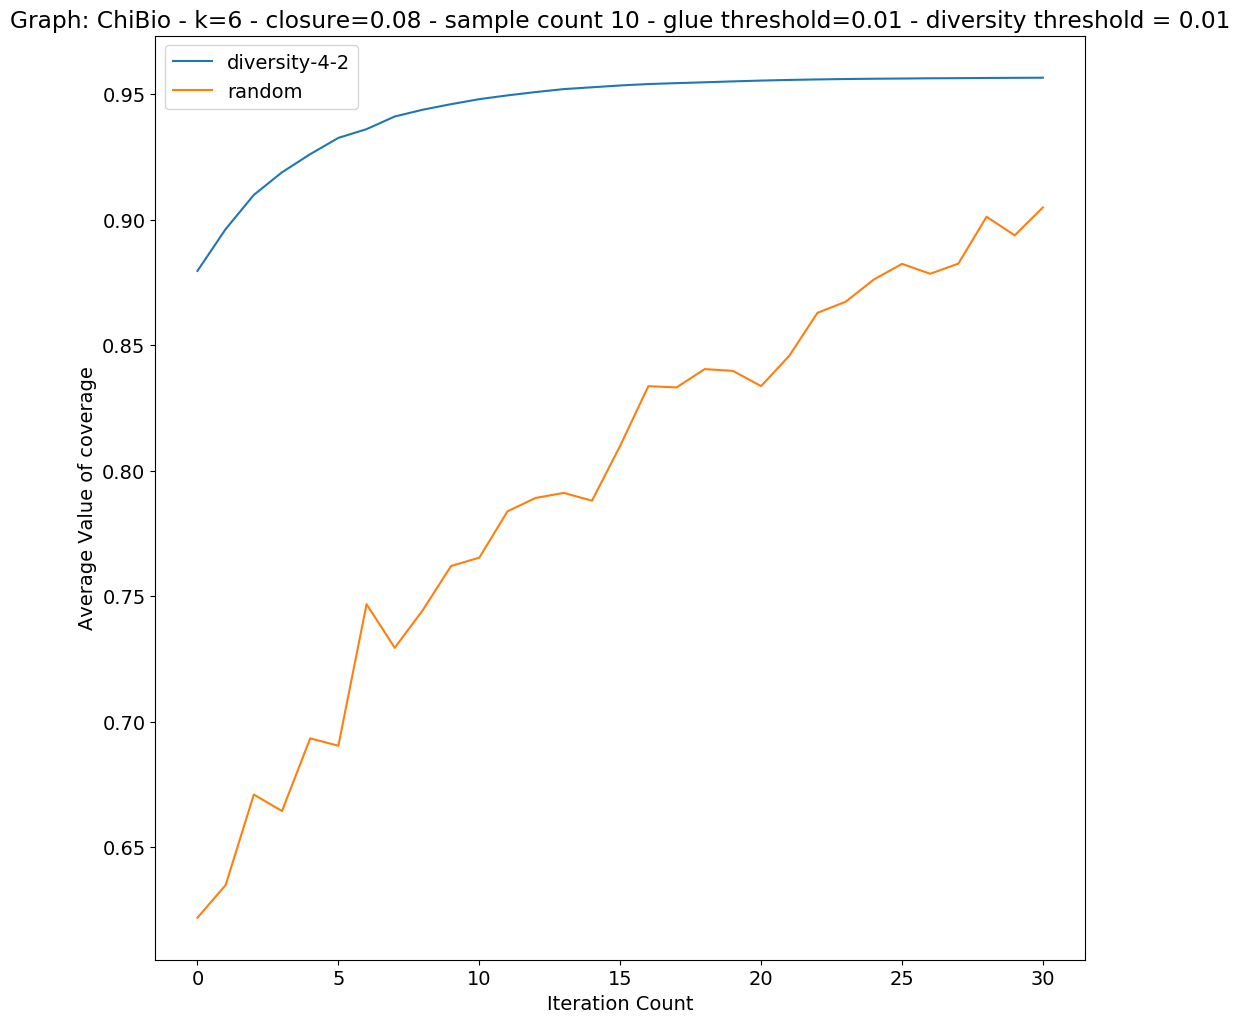 Graph: ChiBio - k=6 - closure=0.08 - sample count 10 - glue threshold=0.01 - diversity threshold = 0.01
diversity-4-2
random
0.95
0.90
0.85
0.80
0.75
0.70
0.65
Average Value of coverage
0 5 10 15 20 25 30
Iteration Count